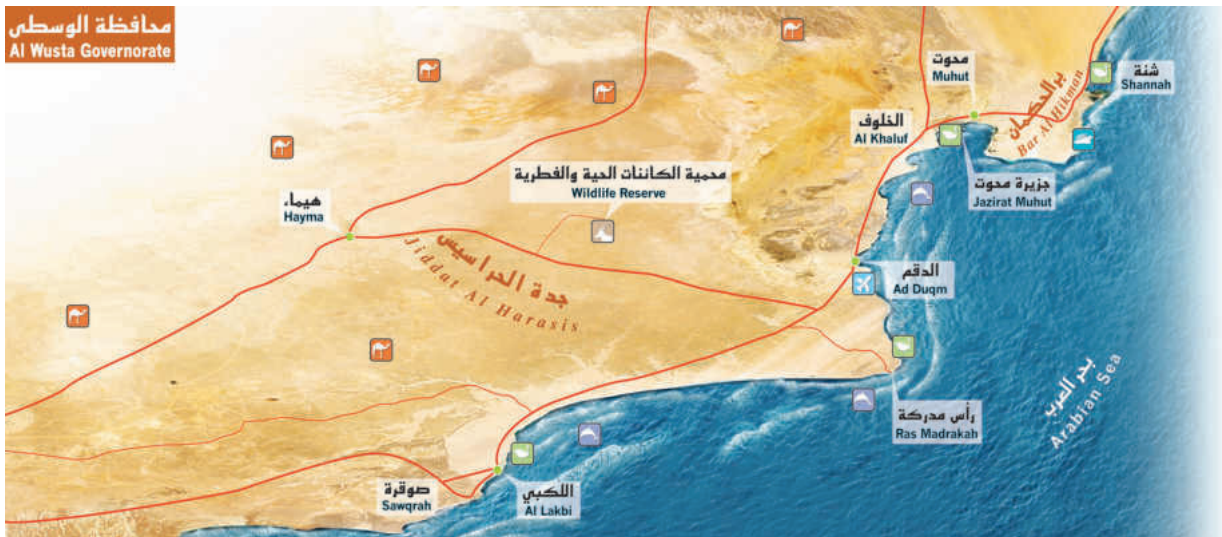 محافظة الوسطى
Al Wusta Governorate
محوت
Muhut
شنة
Shannah
بر الحكمان
Bar Al Hikman
الخلوف
Al Khaluf
محمية الكائنات الحية والفطرية
Wildlife Reserve
جزيرة محوت
Jazirat Muhut
هيماء
Hayma
جدة الحراسيس
Jiddat Al Harasis
الدقم
Ad Duqm
بحر العرب
Arabian Sea
رأس مدركة
Ras Madrakah
صوقرة
Sawqrah
اللكبي
Al Lakbi